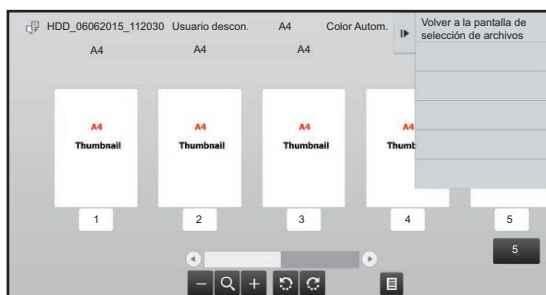 HDD_06062015_112030 Usuario descon. A4 Color Autom.
Volver a la pantalla de
selección de archivos
A4 A4 A4
A4 A4 A4 A4
Thumbnail Thumbnail Thumbnail Thumb
1 2 3 4 5
5